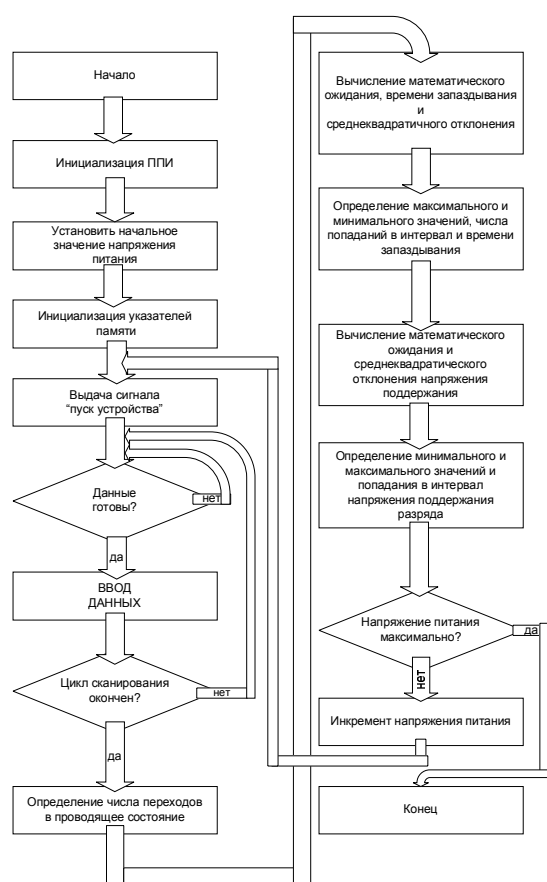 Начало
Инициализация ППИ
Установить начальное
значение напряжения
питания
Инициализация указателей
памяти
Выдача сигнала
“пуск устройства”
Данные
готовы?
нет
да
ВВОД
ДАННЫХ
Цикл сканирования
окончен?
нет
да
Определение числа переходов
в проводящее состояние
Вычисление математического
ожидания, времени запаздывания
и
среднеквадратичного отклонения
Определение максимального и
минимального значений, числа
попаданий в интервал и времени
запаздывания
Вычисление математического
ожидания и
среднеквадратического
отклонения напряжения
поддержания
Определение минимального и
максимального значений и
попадания в интервал
напряжения поддержания
разряда
Напряжение питания
максимально?
да
нет
Инкремент напряжения питания
Конец